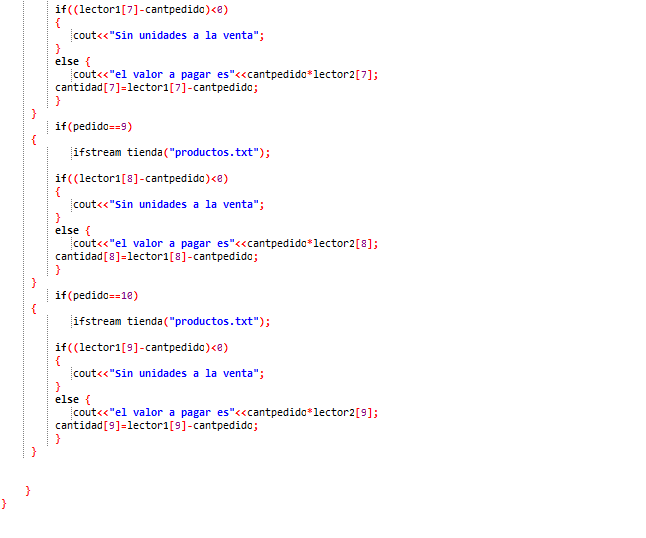 if((lector1[7]-cantpedido)<0)
{
cout<<"Sin unidades a la venta";
}
else {
cout<<"el valor a pagar es"<<cantpedido*lector2[7];
cantidad[7]=lector1[7]-cantpedido;
}
}
if(pedido==9)
{
ifstream tienda("productos.txt");
if((lector1[8]-cantpedido)<0)
{
cout<<"Sin unidades a la venta";
}
else {
cout<<"el valor a pagar es"<<cantpedido*lector2[8];
cantidad[8]=lector1[8]-cantpedido;
}
}
if(pedido==10)
{
ifstream tienda("productos.txt");
if((lector1[9]-cantpedido)<0)
{
cout<<"Sin unidades a la venta";
}
else {
cout<<"el valor a pagar es"<<cantpedido*lector2[9];
cantidad[9]=lector1[9]-cantpedido;
}
}
}
}